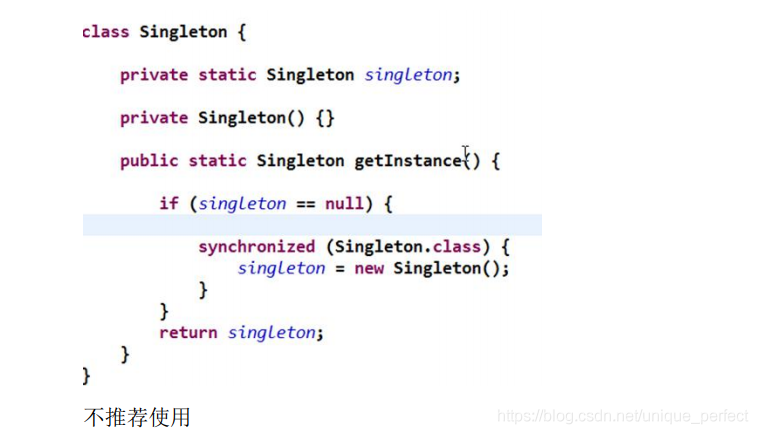 class Singleton {
private static Singleton singleton;
private Singleton() {}
public static Singleton getInstance() {
if (singleton == null) {
synchronized (Singleton.class) {
singleton = new Singleton();
}
}
return singleton;
}
}
不推荐使用
https://blog.csdn.net/unique_perfect